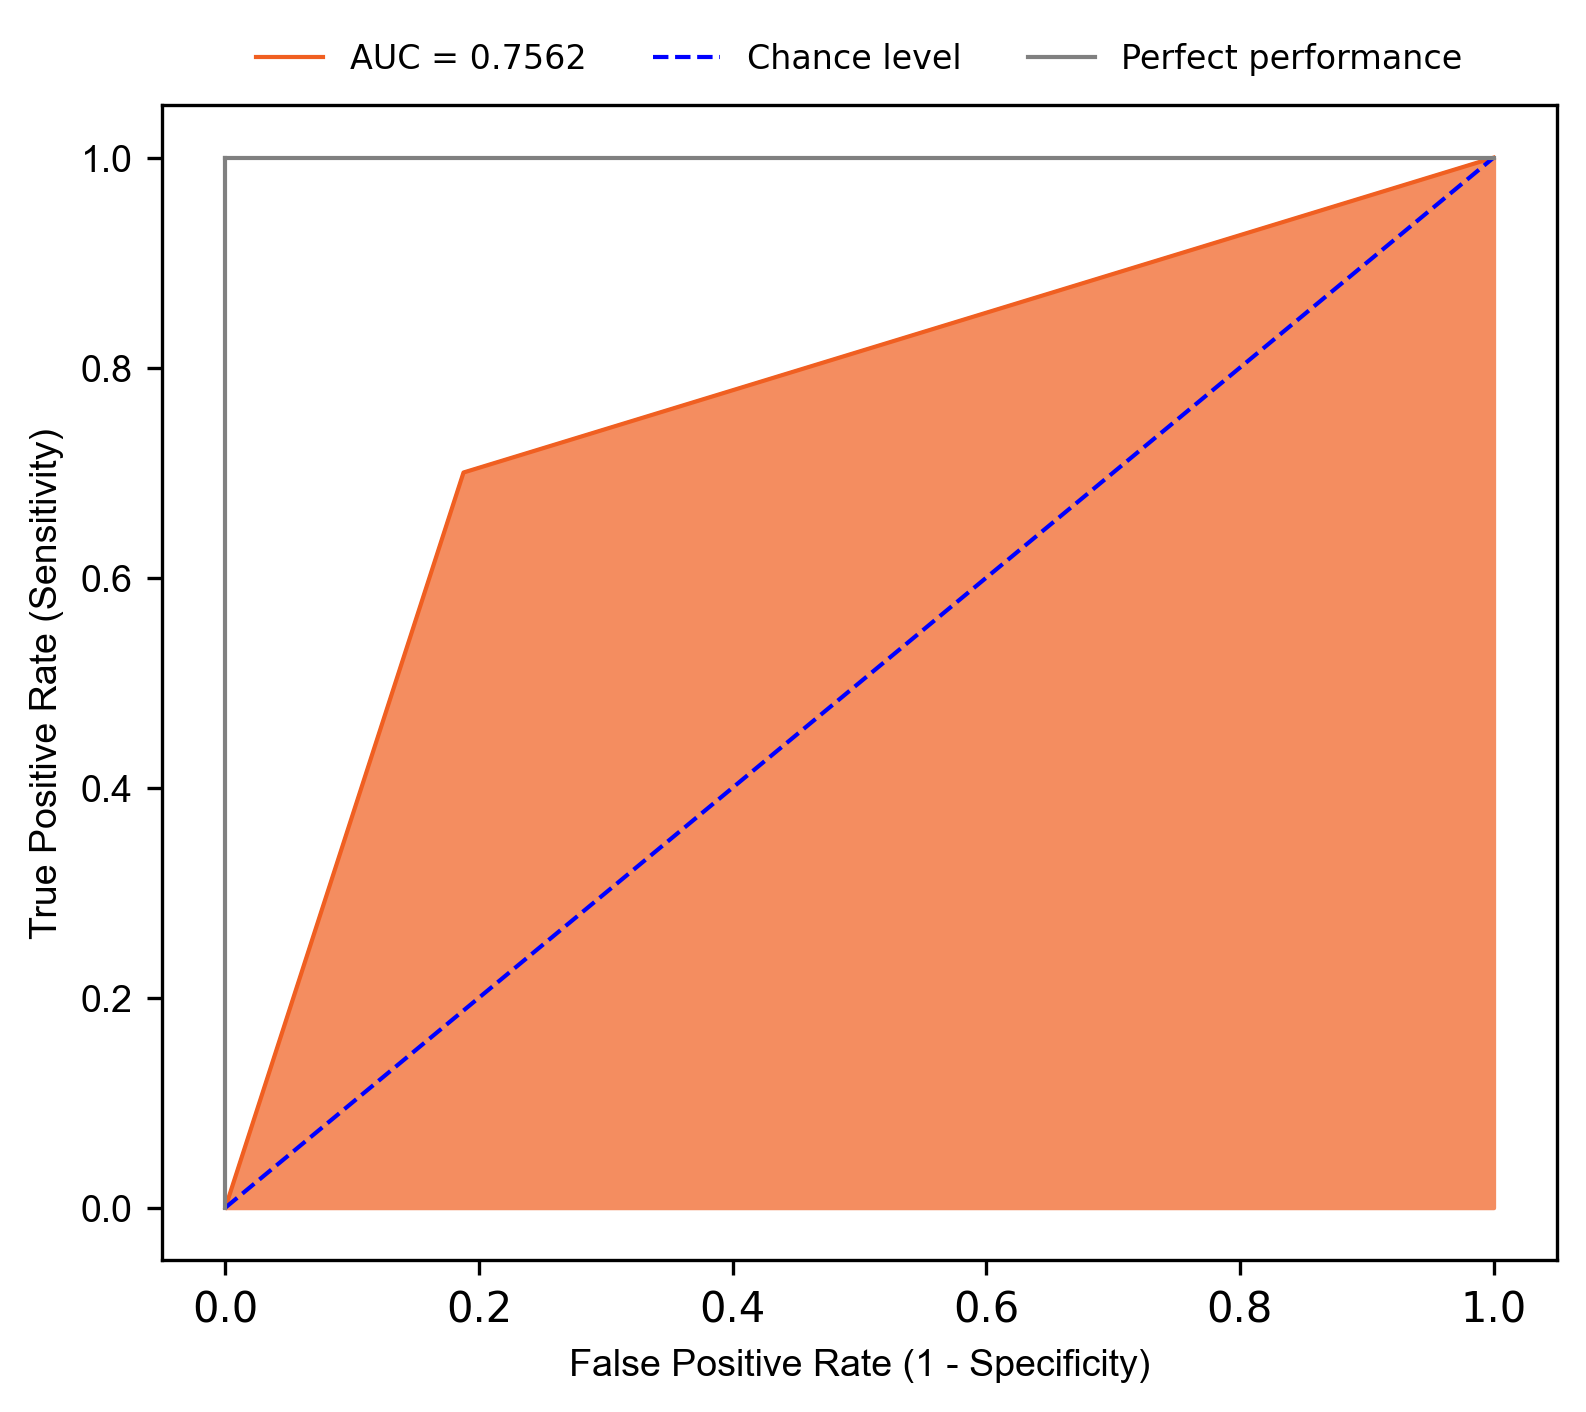 AUC = 0.7562 Chance level Perfect performance
1.0
0.8
0.6
0.4
0.2
0.0
True Positive Rate (Sensitivity)
0.0 0.2 0.4 0.6 0.8 1.0
False Positive Rate (1 - Specificity)